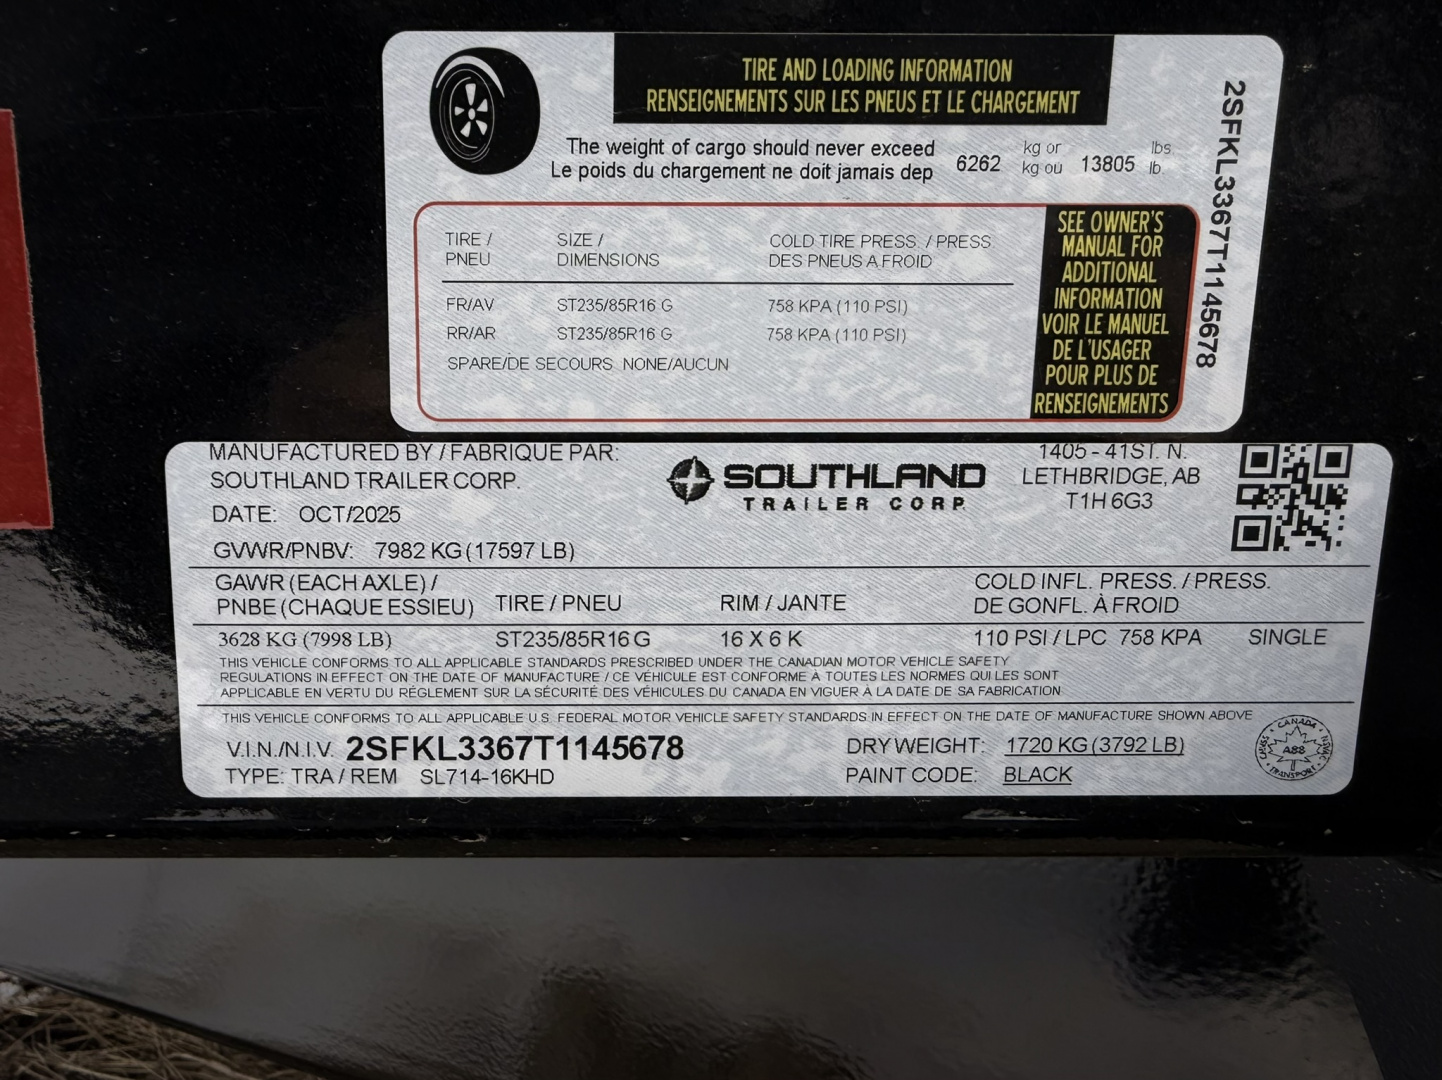 TIRE AND LOADING INFORMATION
RENSEIGNEMENTS SUR LES PNEUS ET LE CHARGEMENT
The weight of cargo should never exceed
Le poids du chargement ne doit jamais dep
6262 kg or 13805 lbs
kg ou lb.
TIRE / SIZE / COLD TIRE PRESS. / PRESS.
PNEU DIMENSIONS DES PNEUS A FROID
FR/AV ST235/85R16 G 758 KPA (110 PSI)
RR/AR ST235/85R16 G 758 KPA (110 PSI)
SPARE/DE SECOURS NONE/AUCUN
SEE OWNER'S
MANUAL FOR
ADDITIONAL
INFORMATION
VOIR LE MANUEL
DE L'USAGER
POUR PLUS DE
RENSEIGNEMENTS
2SFKL3367T1145678
MANUFACTURED BY / FABRIQUE PAR:
SOUTHLAND TRAILER CORP.
DATE: OCT/2025
GVWR/PNBV: 7982 KG (17597 LB)
SOUTHLAND
TRAILER CORP.
1405 - 41ST. N.
LETHBRIDGE, AB
T1H 6G3
GAWR (EACH AXLE) / COLD INFL. PRESS. / PRESS.
PNBE (CHAQUE ESSIEU) TIRE / PNEU RIM / JANTE DE GONFL. À FROID
3628 KG (7998 LB) ST235/85R16 G 16 X 6 K 110 PSI / LPC 758 KPA SINGLE
THIS VEHICLE CONFORMS TO ALL APPLICABLE STANDARDS PRESCRIBED UNDER THE CANADIAN MOTOR VEHICLE SAFETY
REGULATIONS IN EFFECT ON THE DATE OF MANUFACTURE / CE VÉHICULE EST CONFORME À TOUTES LES NORMES QUI LES SONT
APPLICABLE EN VERTU DU RÉGLEMENT SUR LA SÉCURITÉ DES VÉHICULES DU CANADA EN VIGUER À LA DATE DE SA FABRICATION
THIS VEHICLE CONFORMS TO ALL APPLICABLE U.S. FEDERAL MOTOR VEHICLE SAFETY STANDARDS IN EFFECT ON THE DATE OF MANUFACTURE SHOWN ABOVE
V.I.N./N.I.V. 2SFKL3367T1145678 DRY WEIGHT: 1720 KG (3792 LB)
TYPE: TRA / REM SL714-16KHD PAINT CODE: BLACK
CANADA
A88
TRANSPORT